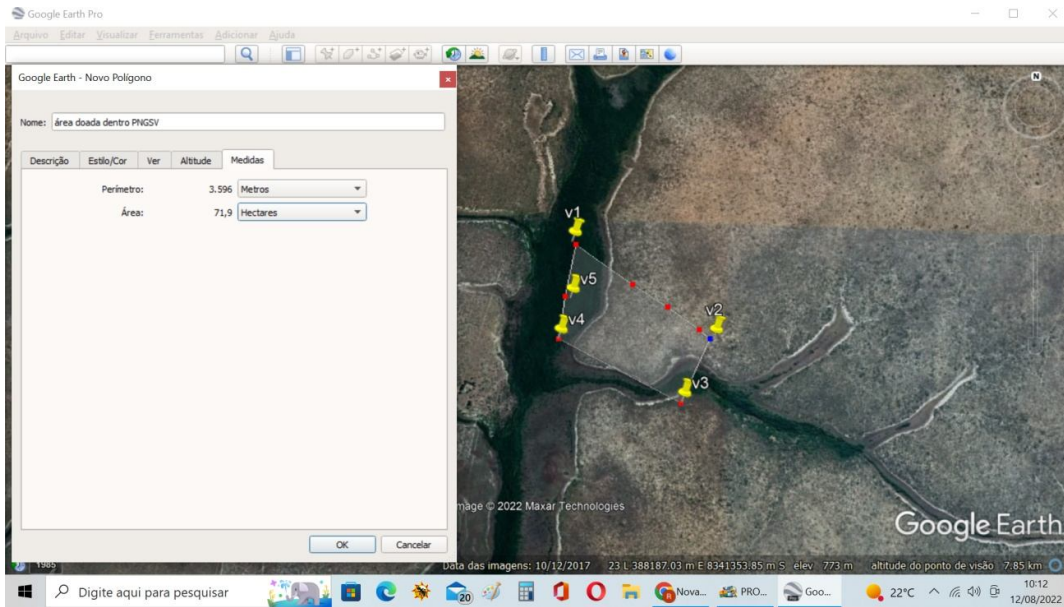 Google Earth Pro
Arquivo Editar Visualizar Ferramentas Adicionar Ajuda
Google Earth - Novo Polígono
Nome: área doada dentro PNGSV
Descrição Estilo/Cor Ver Altitude Medidas
Perímetro: 3.596 Metros
Área: 71,9 Hectares
OK Cancelar
N
v1
v5
v2
v4
v3
mage © 2022 Maxar Technologies
Google Earth
1985
Data das imagens: 10/12/2017 23 L 388187.03 m E 8341353.85 m S elev 773 m altitude do ponto de visão 7.85 km
Digite aqui para pesquisar
20
Nova...
PRO...
Goo...
22°C
10:12
12/08/2022